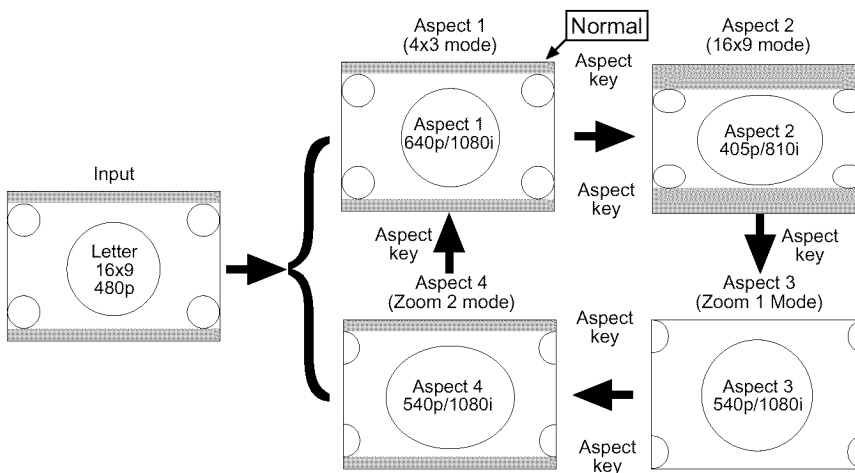 Aspect 1
(4x3 mode)
Normal
Aspect 2
(16x9 mode)
Aspect
key
Aspect 1
640p/1080i
Aspect 2
405p/810i
Input
Aspect
key
Letter
16x9
480p
Aspect
key
Aspect
key
Aspect 4
(Zoom 2 mode)
Aspect 3
(Zoom 1 Mode)
Aspect
key
Aspect 4
540p/1080i
Aspect 3
540p/1080i
Aspect
key